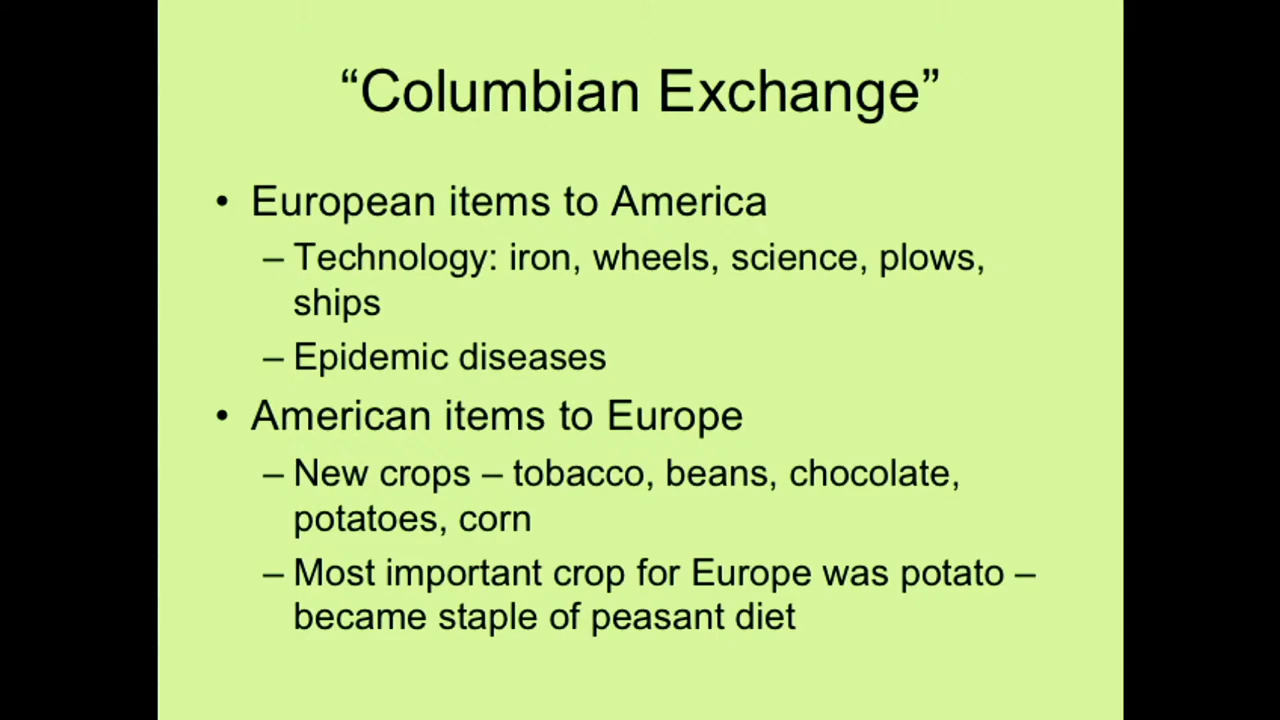 “Columbian Exchange”
• European items to America
– Technology: iron, wheels, science, plows,
ships
– Epidemic diseases
• American items to Europe
– New crops – tobacco, beans, chocolate,
potatoes, corn
– Most important crop for Europe was potato –
became staple of peasant diet